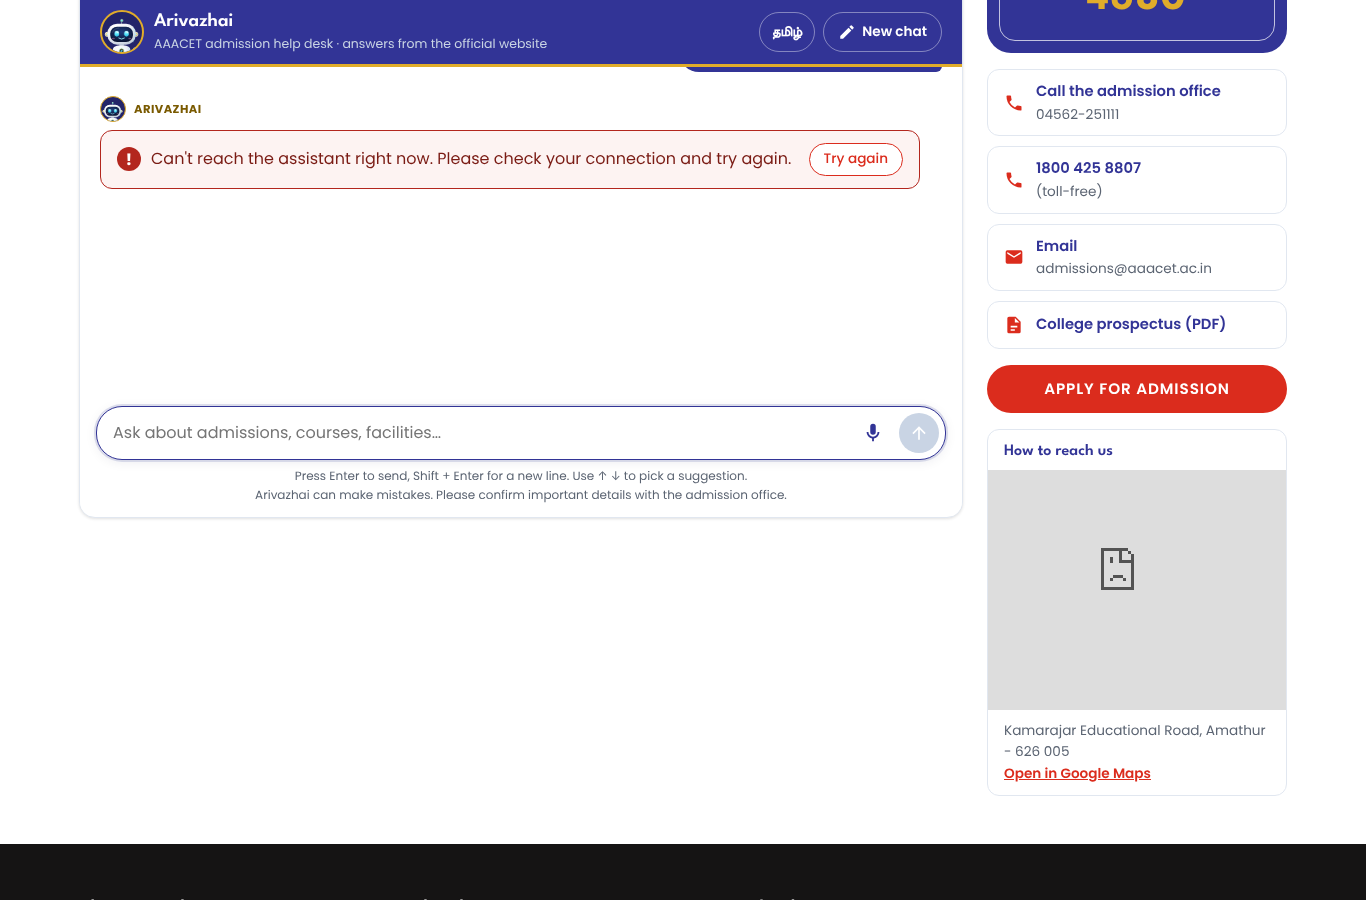 Arivazhai
AAACET admission help desk · answers from the official website
தமிழ்
New chat
ARIVAZHAI
Can't reach the assistant right now. Please check your connection and try again.
Try again
Ask about admissions, courses, facilities...
Press Enter to send, Shift + Enter for a new line. Use ↑ ↓ to pick a suggestion.
Arivazhai can make mistakes. Please confirm important details with the admission office.
Call the admission office
04562-251111
1800 425 8807
(toll-free)
Email
admissions@aaacet.ac.in
College prospectus (PDF)
APPLY FOR ADMISSION
How to reach us
Kamarajar Educational Road, Amathur
- 626 005
Open in Google Maps